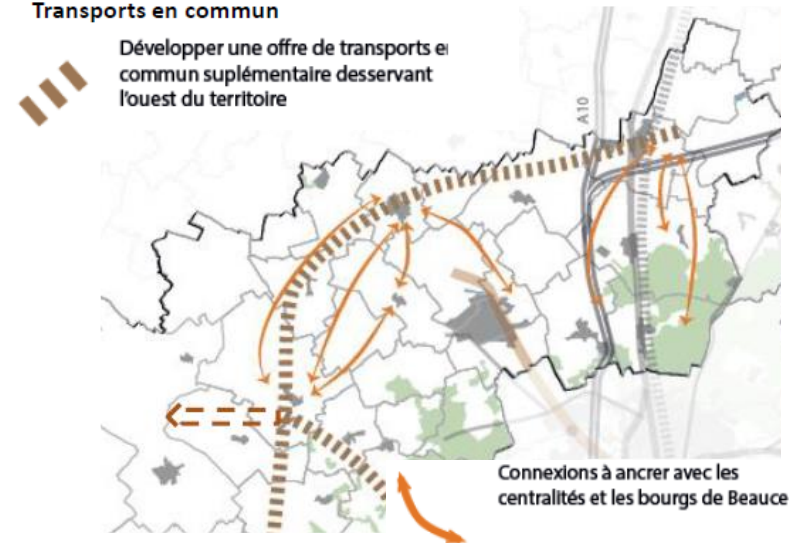 Transports en commun
Développer une offre de transports e
commun suplémentaire desservant
l'ouest du territoire
A10
Connexions à ancrer avec les
centralités et les bourgs de Beauce